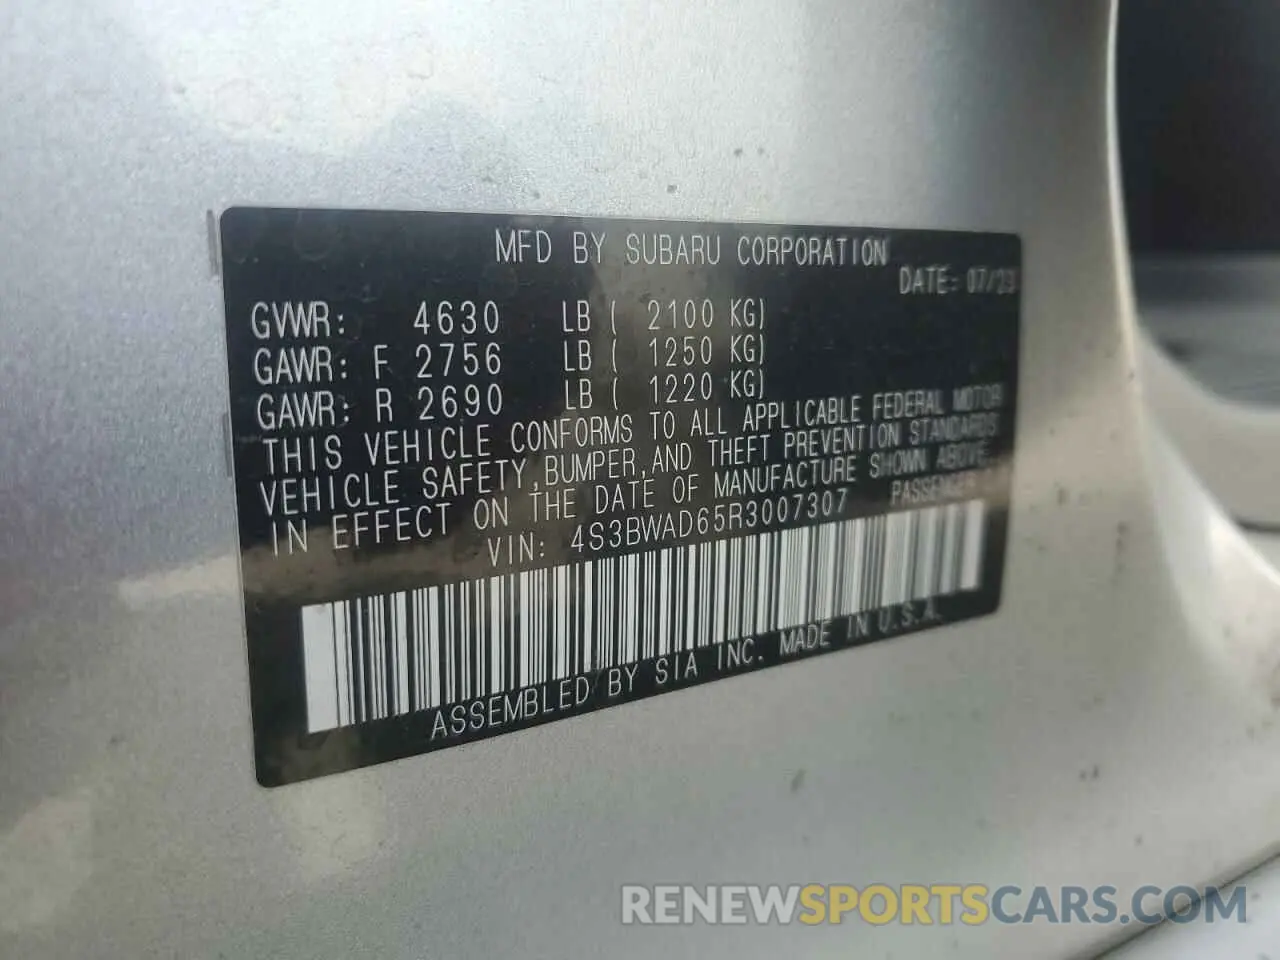 MFD BY SUBARU CORPORATION
DATE: 07/23
GVWR: 4630 LB ( 2100 KG)
GAWR: F 2756 LB ( 1250 KG)
GAWR: R 2690 LB ( 1220 KG)
THIS VEHICLE CONFORMS TO ALL APPLICABLE FEDERAL MOTOR
VEHICLE SAFETY, BUMPER, AND THEFT PREVENTION STANDARDS
IN EFFECT ON THE DATE OF MANUFACTURE SHOWN ABOVE.
VIN: 4S3BWAD65R3007307 PASSENGER
ASSEMBLED BY SIA INC. MADE IN U.S.A.
RENEWSPORTSCARS.COM